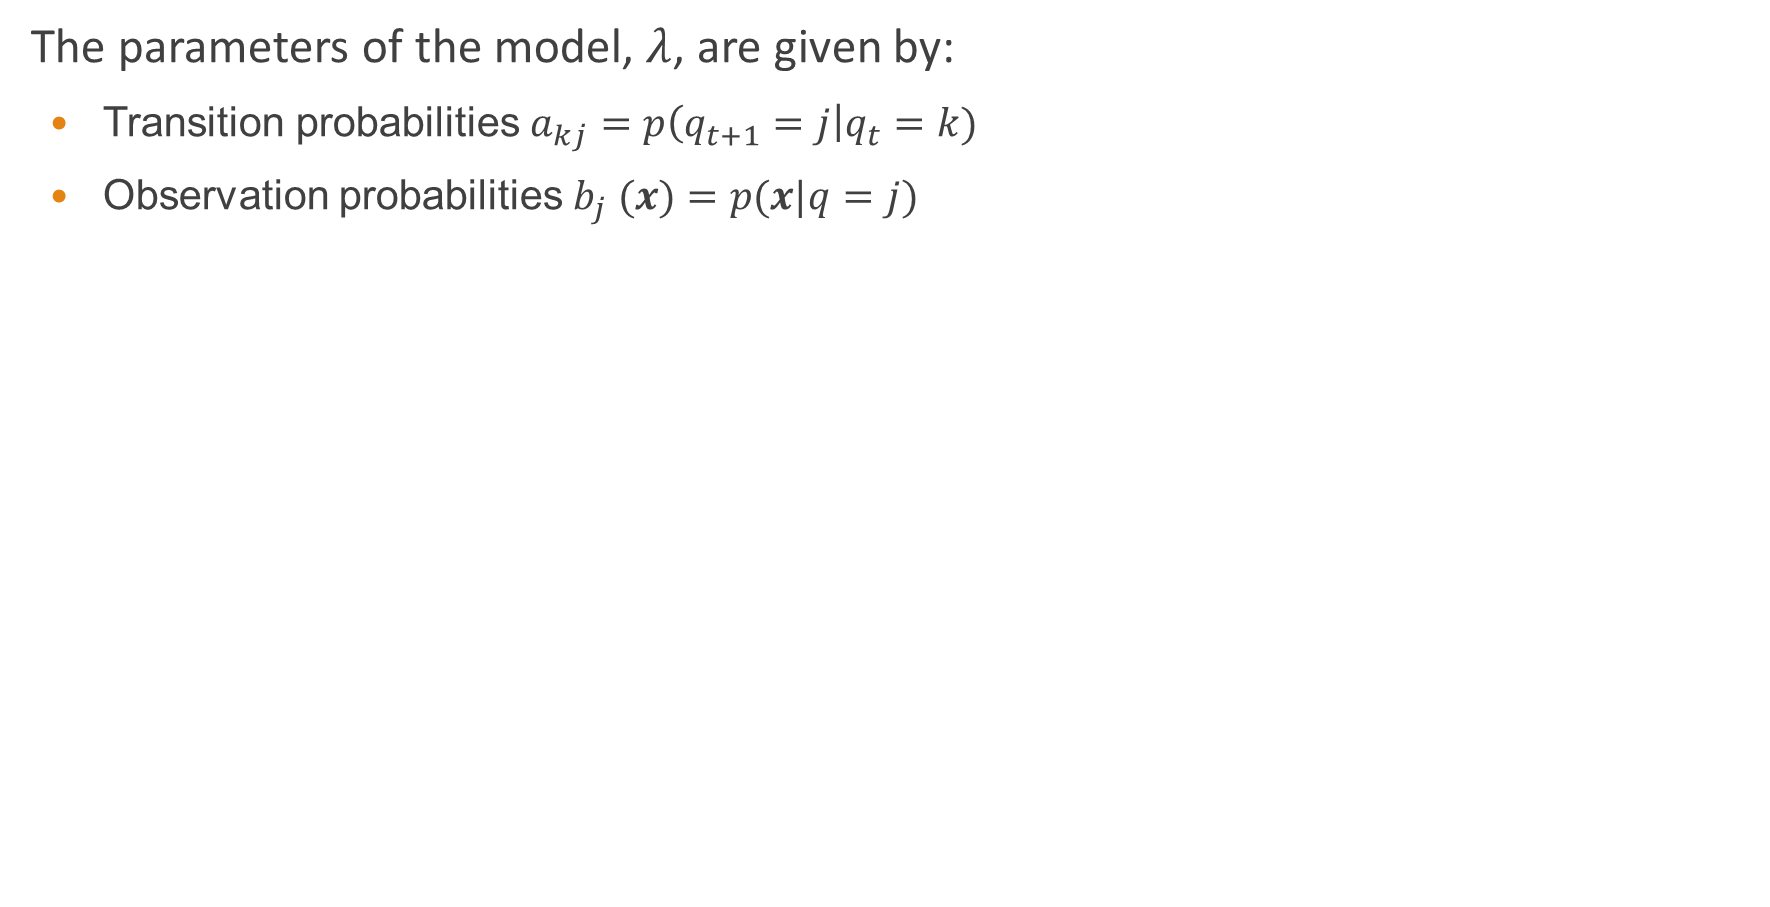 The parameters of the model, λ, are given by:
• Transition probabilities a_{kj} = p(q_{t+1} = j|q_t = k)
• Observation probabilities b_j (𝒙) = p(𝒙|q = j)